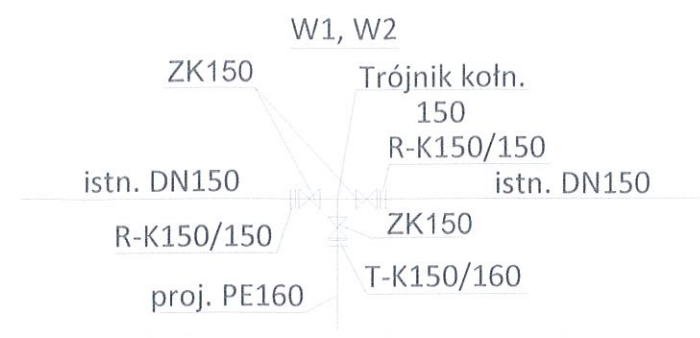 W1, W2
ZK150
Trójnik kołn.
150
R-K150/150
istn. DN150
istn. DN150
R-K150/150
ZK150
T-K150/160
proj. PE160